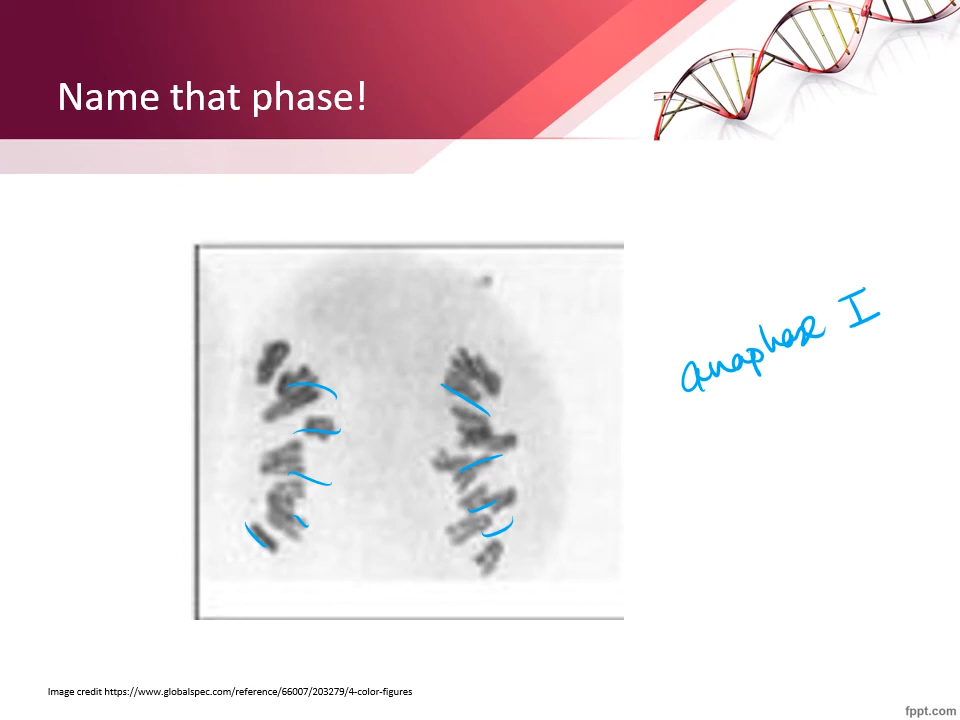 Name that phase!
anaphase I
Image credit https://www.globalspec.com/reference/66007/203279/4-color-figures
fppt.com